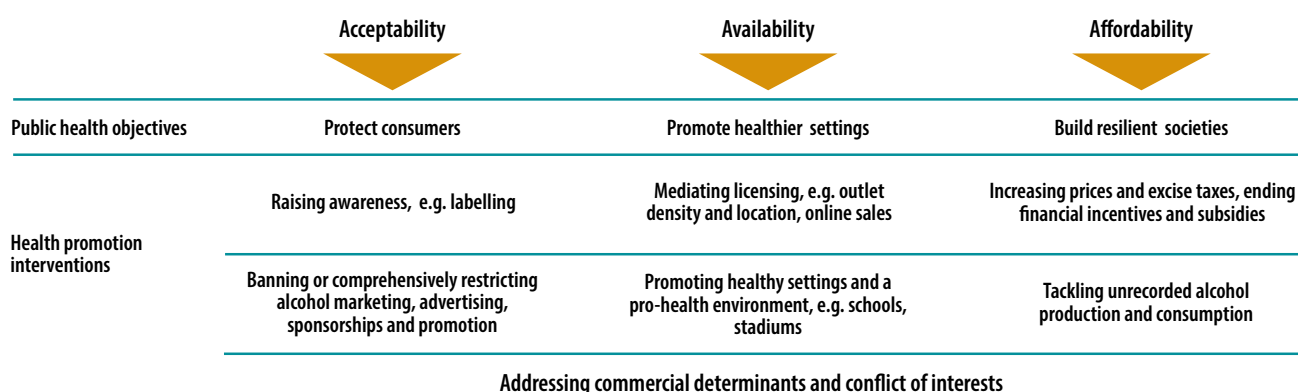 Acceptability
Availability
Affordability
Public health objectives
Protect consumers
Promote healthier settings
Build resilient societies
Health promotion
interventions
Raising awareness, e.g. labelling
Mediating licensing, e.g. outlet
density and location, online sales
Increasing prices and excise taxes, ending
financial incentives and subsidies
Banning or comprehensively restricting
alcohol marketing, advertising,
sponsorships and promotion
Promoting healthy settings and a
pro-health environment, e.g. schools,
stadiums
Tackling unrecorded alcohol
production and consumption
Addressing commercial determinants and conflict of interests